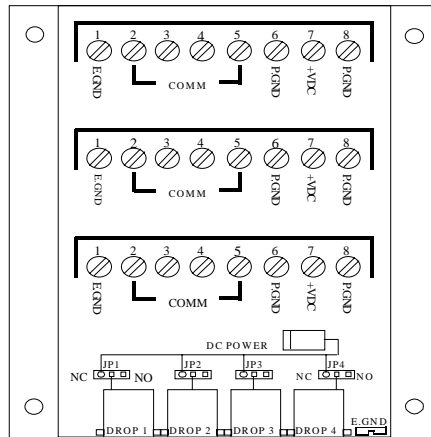 1 2 3 4 5 6 7 8
E.GND COMM P.GND +VDC P.GND
1 2 3 4 5 6 7 8
E.GND COMM P.GND +VDC P.GND
1 2 3 4 5 6 7 8
E.GND COMM P.GND +VDC P.GND
DC POWER
JP1 JP2 JP3 JP4
NC NO NC NO
E.GND
DROP 1 DROP 2 DROP 3 DROP 4